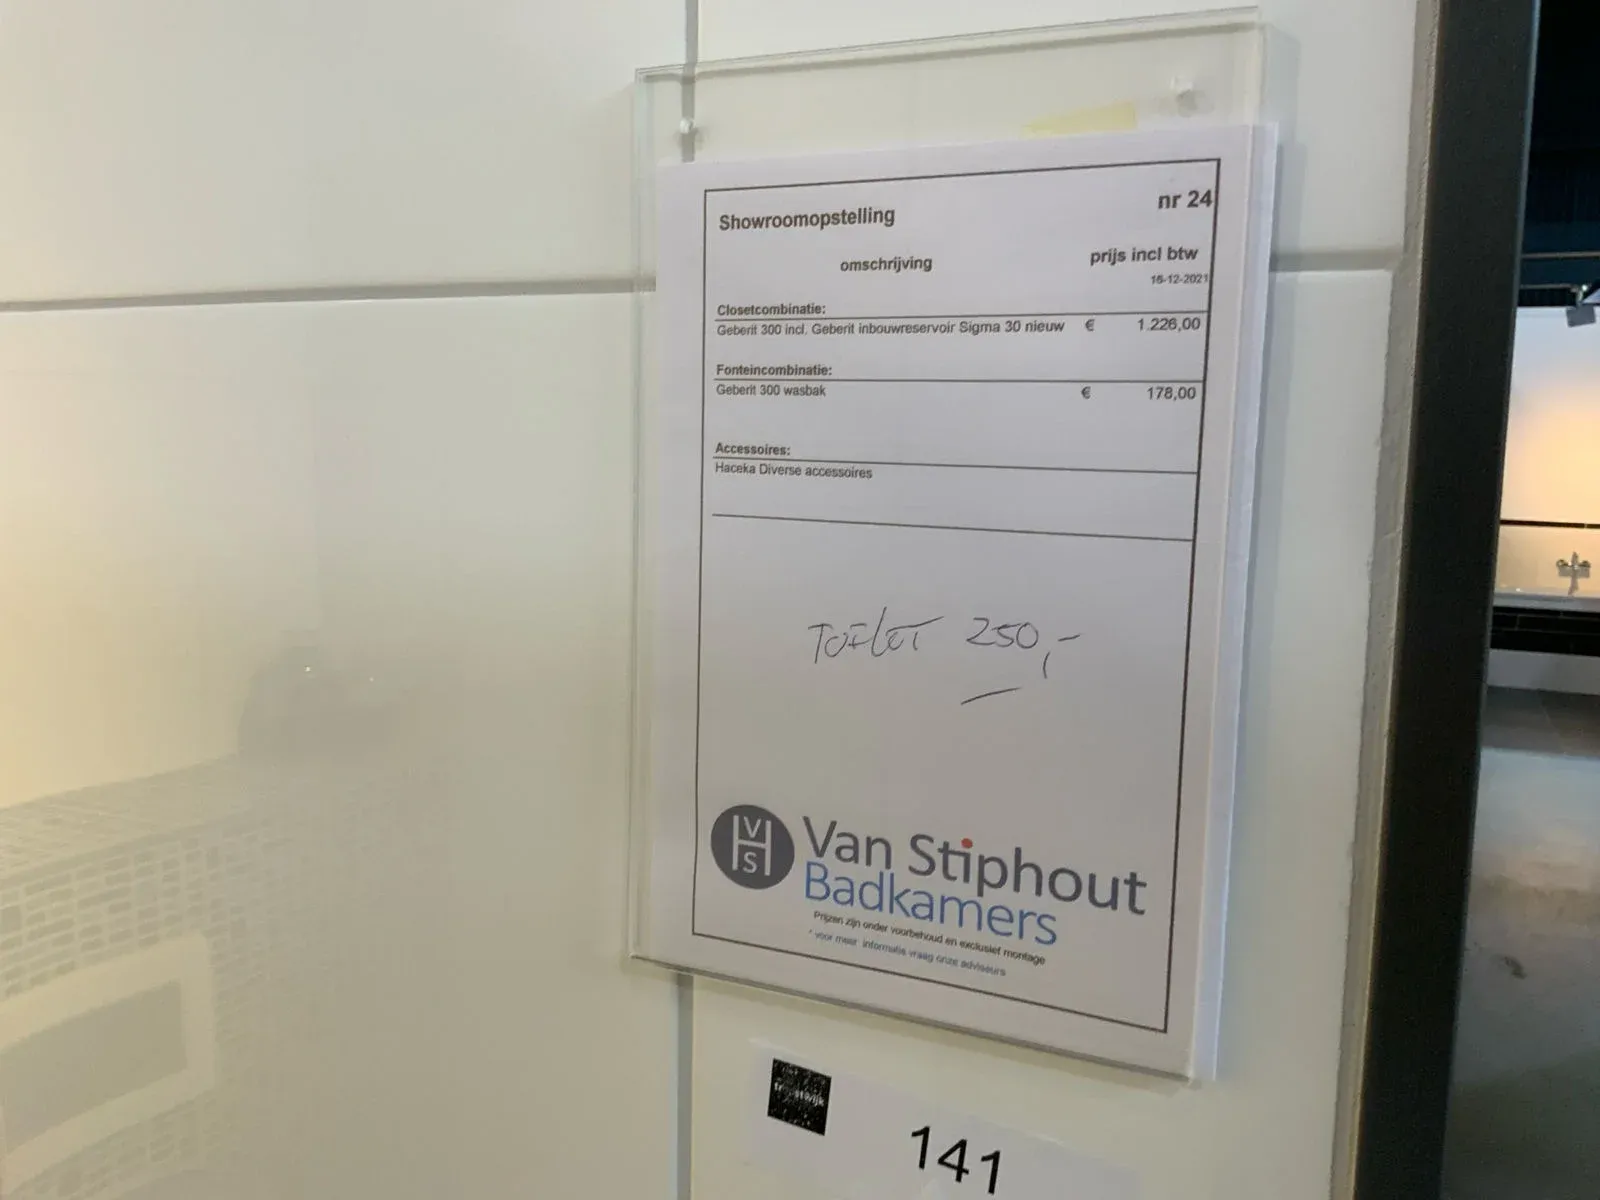 Showroomopstelling
nr 24
omschrijving
prijs incl btw
16-12-2021
Closetcombinatie:
Geberit 300 incl. Geberit inbouwreservoir Sigma 30 nieuw € 1.226,00
Fonteincombinatie:
Geberit 300 wasbak € 178,00
Accessoires:
Haceka Diverse accessoires
Toilet 250,-
VHS
Van Stiphout
Badkamers
Prijzen zijn onder voorbehoud en exclusief montage
* voor meer informatie vraag onze adviseurs
141